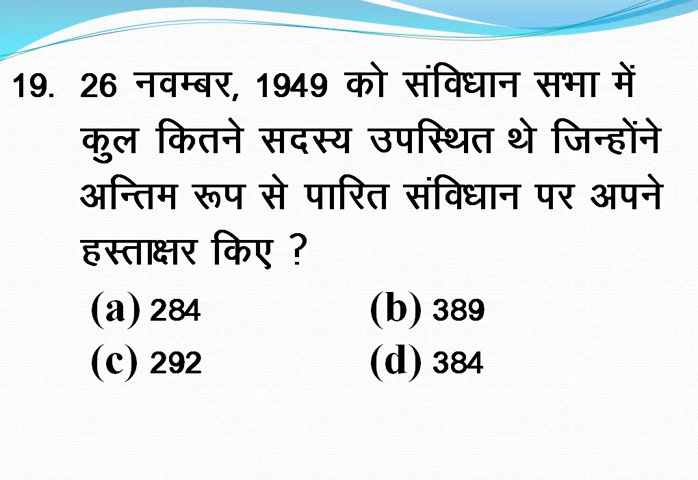 19. 26 नवम्बर, 1949 को संविधान सभा में
कुल कितने सदस्य उपस्थित थे जिन्होंने
अन्तिम रूप से पारित संविधान पर अपने
हस्ताक्षर किए ?
(a) 284 (b) 389
(c) 292 (d) 384